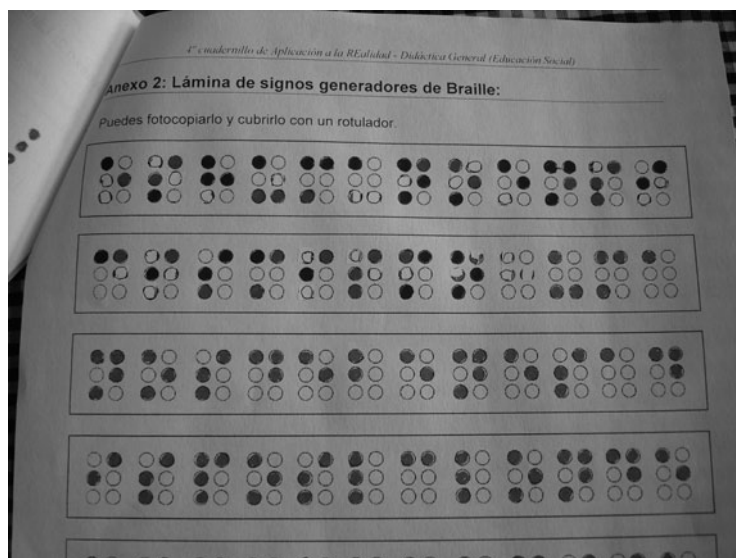 4º cuadernillo de Aplicación a la REalidad - Didáctica General (Educación Social)
Anexo 2: Lámina de signos generadores de Braille:
Puedes fotocopiarlo y cubrirlo con un rotulador.